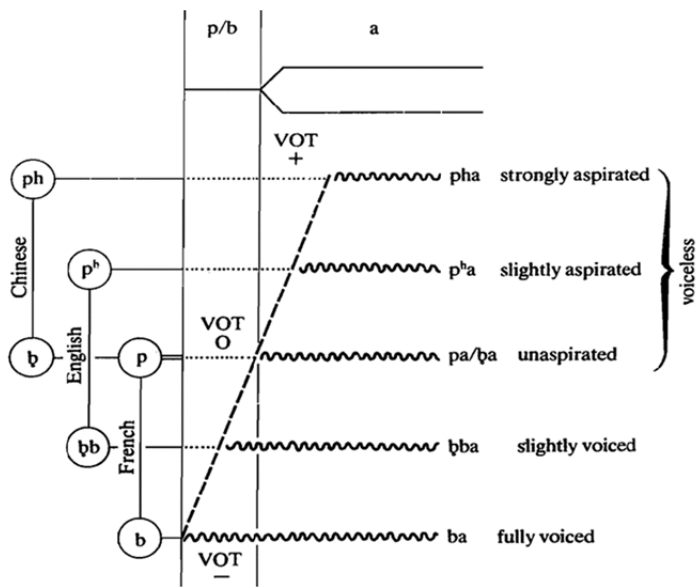 p/b a
VOT
+
ph pha strongly aspirated
pʰ pʰa slightly aspirated
Chinese
VOT
O
English
voiceless
b̥ p pa/b̥a unaspirated
French
b̥b b̥ba slightly voiced
b ba fully voiced
VOT
–